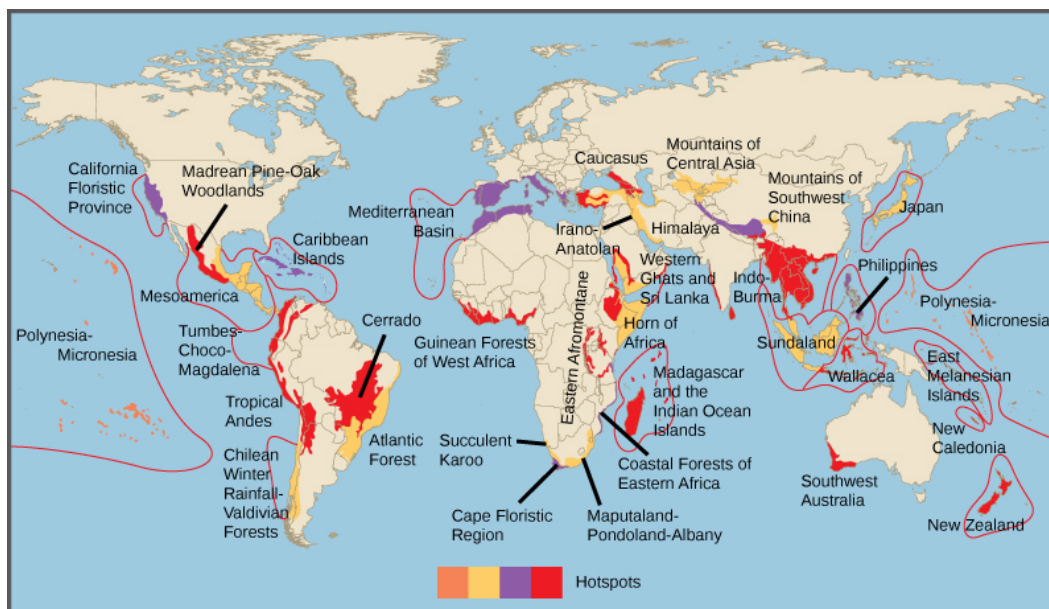 California
Floristic
Province
Madrean Pine-Oak
Woodlands
Caribbean
Islands
Mesoamerica
Polynesia-
Micronesia
Tumbes-
Choco-
Magdalena
Cerrado
Tropical
Andes
Atlantic
Forest
Chilean
Winter
Rainfall-
Valdivian
Forests
Mediterranean
Basin
Caucasus
Mountains of
Central Asia
Mountains of
Southwest
China
Japan
Irano-
Anatolian
Himalaya
Western
Ghats and
Sri Lanka
Indo-
Burma
Philippines
Polynesia-
Micronesia
Guinean Forests
of West Africa
Eastern Afromontane
Horn of
Africa
Sundaland
Wallacea
East
Melanesian
Islands
Madagascar
and the
Indian Ocean
Islands
New
Caledonia
Succulent
Karoo
Coastal Forests of
Eastern Africa
Southwest
Australia
Cape Floristic
Region
Maputaland-
Pondoland-Albany
New Zealand
Hotspots